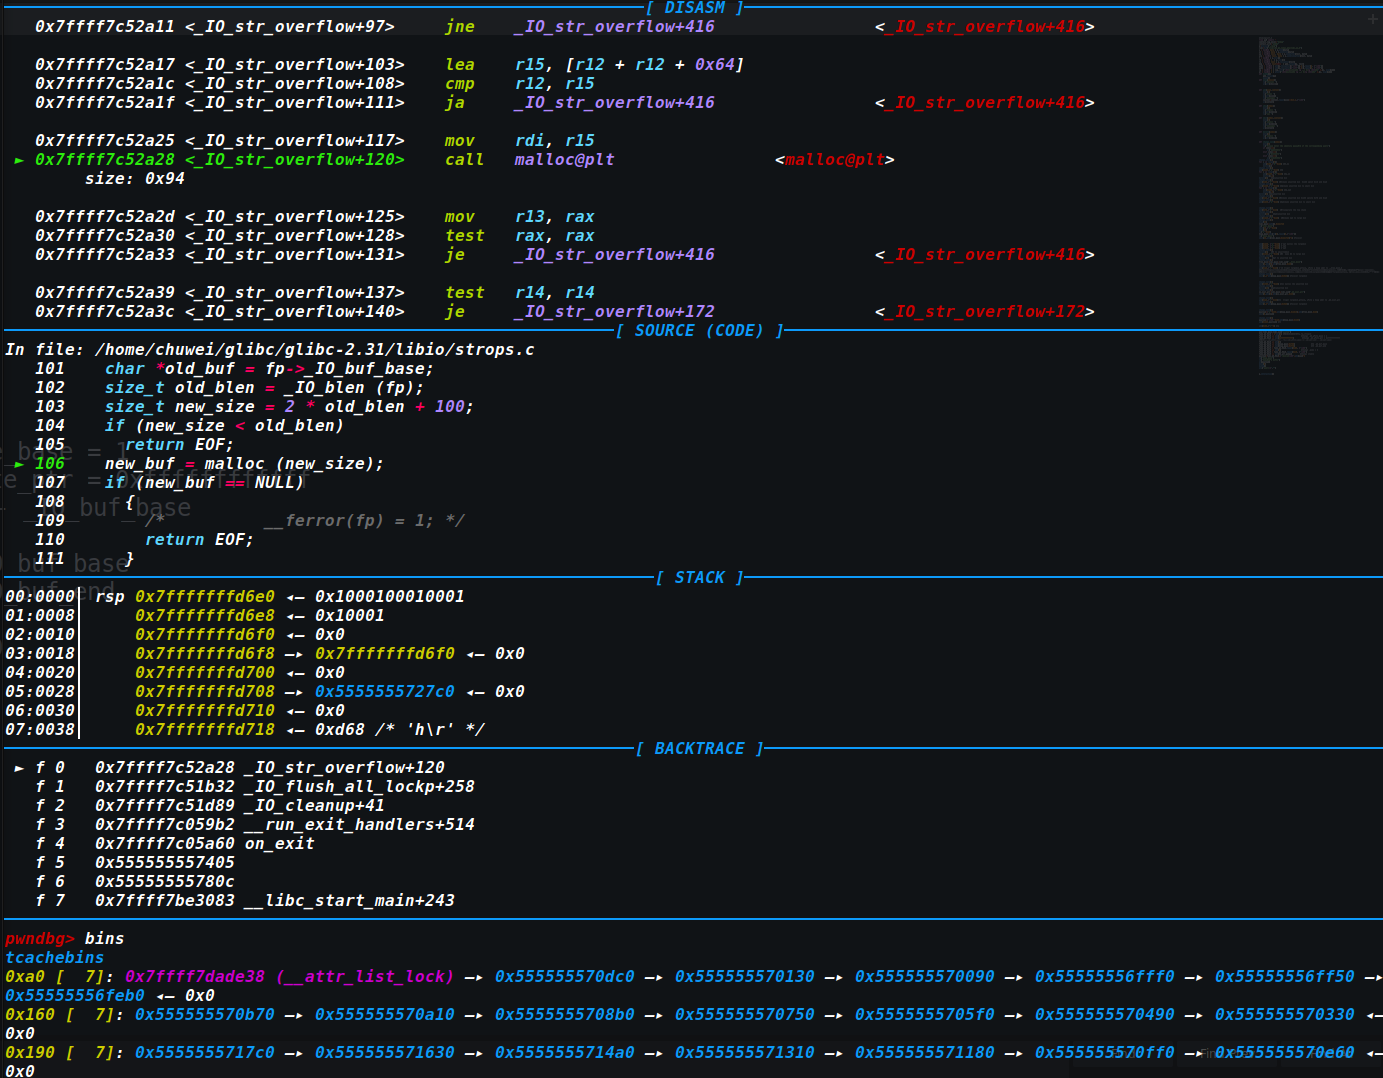 [ DISASM ]
0x7ffff7c52a11 <_IO_str_overflow+97> jne _IO_str_overflow+416 <_IO_str_overflow+416>
0x7ffff7c52a17 <_IO_str_overflow+103> lea r15, [r12 + r12 + 0x64]
0x7ffff7c52a1c <_IO_str_overflow+108> cmp r12, r15
0x7ffff7c52a1f <_IO_str_overflow+111> ja _IO_str_overflow+416 <_IO_str_overflow+416>
0x7ffff7c52a25 <_IO_str_overflow+117> mov rdi, r15
► 0x7ffff7c52a28 <_IO_str_overflow+120> call malloc@plt <malloc@plt>
size: 0x94
0x7ffff7c52a2d <_IO_str_overflow+125> mov r13, rax
0x7ffff7c52a30 <_IO_str_overflow+128> test rax, rax
0x7ffff7c52a33 <_IO_str_overflow+131> je _IO_str_overflow+416 <_IO_str_overflow+416>
0x7ffff7c52a39 <_IO_str_overflow+137> test r14, r14
0x7ffff7c52a3c <_IO_str_overflow+140> je _IO_str_overflow+172 <_IO_str_overflow+172>
[ SOURCE (CODE) ]
In file: /home/chuwei/glibc/glibc-2.31/libio/strops.c
101 char *old_buf = fp->_IO_buf_base;
102 size_t old_blen = _IO_blen (fp);
103 size_t new_size = 2 * old_blen + 100;
104 if (new_size < old_blen)
105 return EOF;
► 106 new_buf = malloc (new_size);
107 if (new_buf == NULL)
108 {
109 /* __ferror(fp) = 1; */
110 return EOF;
111 }
[ STACK ]
00:0000│ rsp 0x7fffffffd6e0 ◂— 0x1000100010001
01:0008│ 0x7fffffffd6e8 ◂— 0x10001
02:0010│ 0x7fffffffd6f0 ◂— 0x0
03:0018│ 0x7fffffffd6f8 —▸ 0x7fffffffd6f0 ◂— 0x0
04:0020│ 0x7fffffffd700 ◂— 0x0
05:0028│ 0x7fffffffd708 —▸ 0x5555555727c0 ◂— 0x0
06:0030│ 0x7fffffffd710 ◂— 0x0
07:0038│ 0x7fffffffd718 ◂— 0xd68 /* 'h\r' */
[ BACKTRACE ]
► f 0 0x7ffff7c52a28 _IO_str_overflow+120
f 1 0x7ffff7c51b32 _IO_flush_all_lockp+258
f 2 0x7ffff7c51d89 _IO_cleanup+41
f 3 0x7ffff7c059b2 __run_exit_handlers+514
f 4 0x7ffff7c05a60 on_exit
f 5 0x555555557405
f 6 0x55555555780c
f 7 0x7ffff7be3083 __libc_start_main+243
pwndbg> bins
tcachebins
0xa0 [ 7]: 0x7ffff7dade38 (__attr_list_lock) —▸ 0x555555570dc0 —▸ 0x555555570130 —▸ 0x555555570090 —▸ 0x55555556fff0 —▸ 0x55555556ff50 —▸
0x55555556feb0 ◂— 0x0
0x160 [ 7]: 0x555555570b70 —▸ 0x555555570a10 —▸ 0x5555555708b0 —▸ 0x555555570750 —▸ 0x5555555705f0 —▸ 0x555555570490 —▸ 0x555555570330 ◂—
0x0
0x190 [ 7]: 0x5555555717c0 —▸ 0x555555571630 —▸ 0x5555555714a0 —▸ 0x555555571310 —▸ 0x555555571180 —▸ 0x555555570ff0 —▸ 0x555555570e60 ◂—
0x0